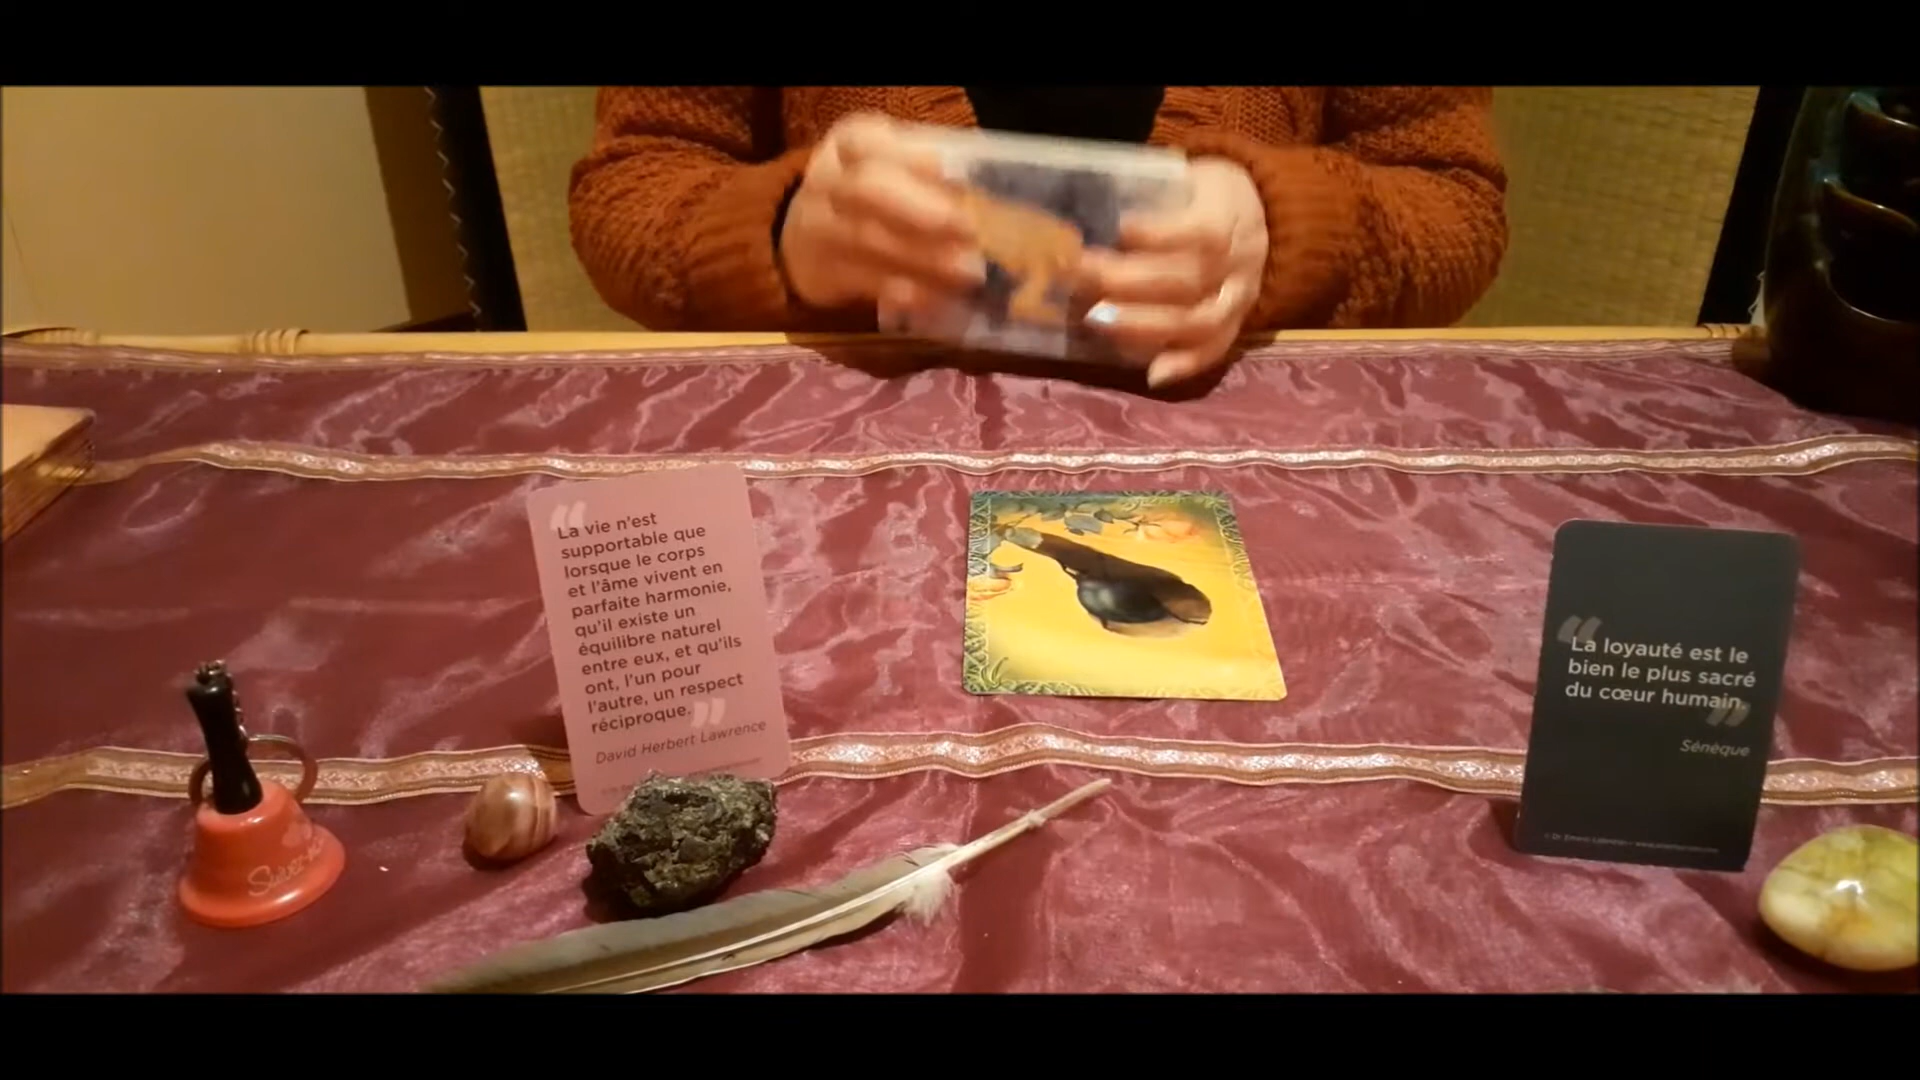 La vie n'est
supportable que
lorsque le corps
et l'âme vivent en
parfaite harmonie,
qu'il existe un
équilibre naturel
entre eux, et qu'ils
ont, l'un pour
l'autre, un respect
réciproque.
David Herbert Lawrence
La loyauté est le
bien le plus sacré
du cœur humain.
Sénèque